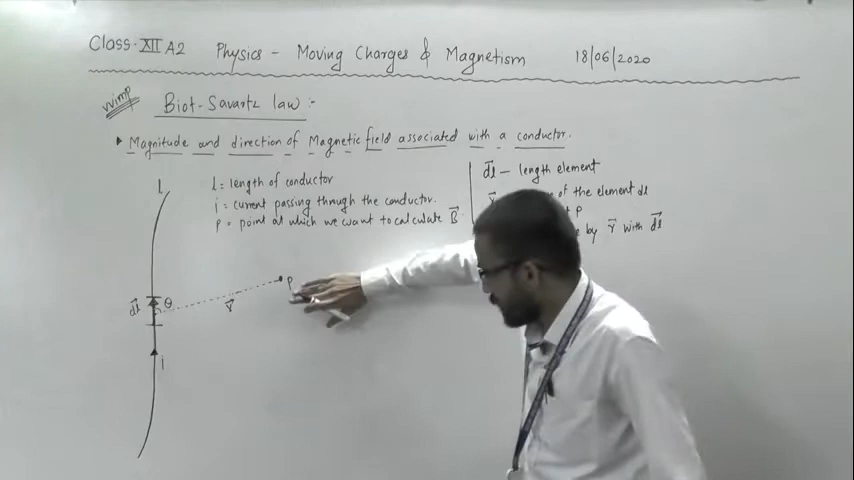 Class-XII A2 Physics - Moving Charges & Magnetism 18/06/2020
VVimp
Biot-Savartz law :-
Magnitude and direction of Magnetic field associated with a conductor.
l = length of conductor
i = current passing through the conductor.
P = point at which we want to calculate B⃗
dl⃗ - length element
of the element dl
P
by r⃗ with dl⃗
l
dl⃗ θ
r⃗
P
i